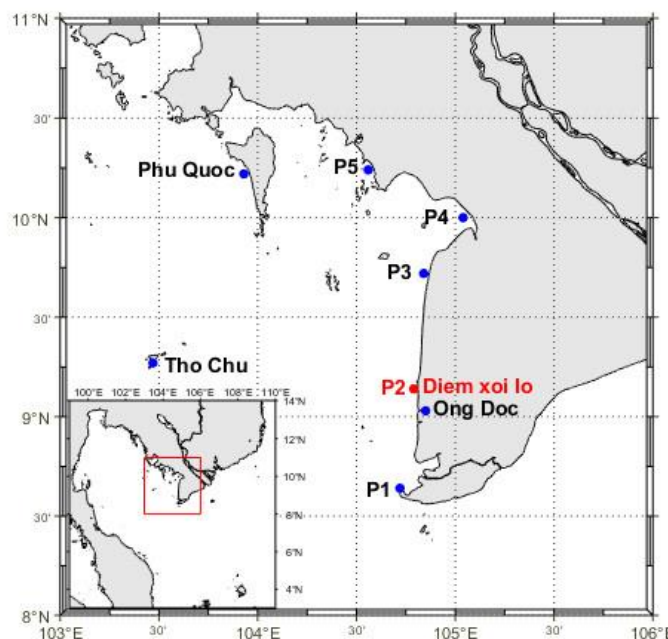 11°N
30'
Phu Quoc
P5
10°N
P4
P3
30'
Tho Chu
P2 Diem xoi lo
9°N
Ong Doc
P1
30'
8°N
103°E
30'
104°E
30'
105°E
30'
106°E
100°E
102°E
104°E
106°E
108°E
110°E
14°N
12°N
10°N
8°N
6°N
4°N